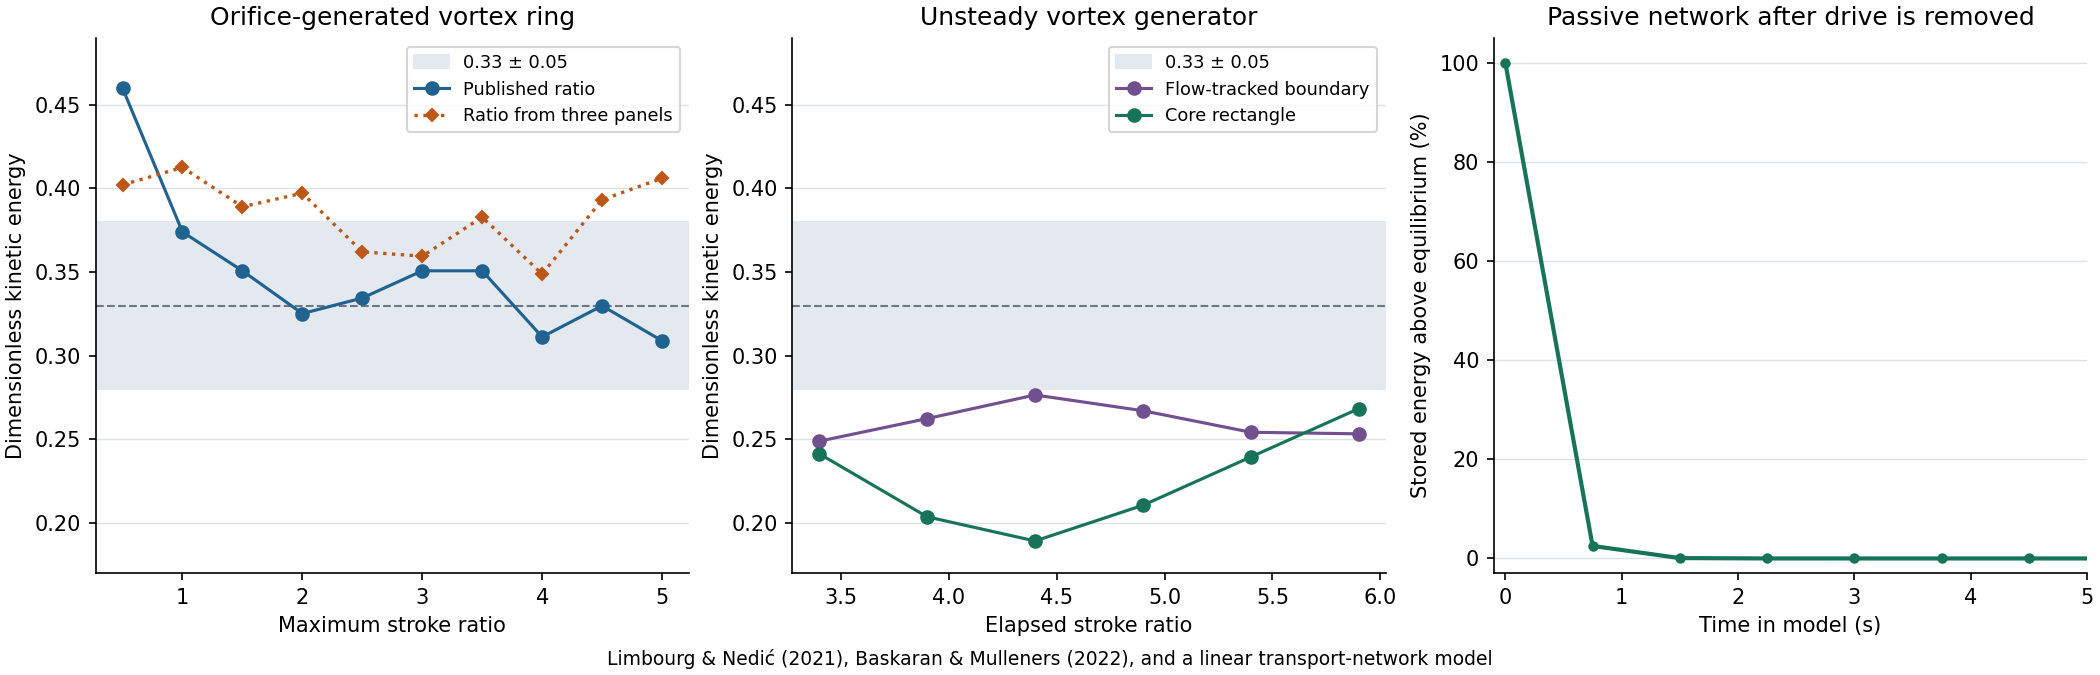 Orifice-generated vortex ring
Dimensionless kinetic energy
0.45
0.40
0.35
0.30
0.25
0.20
0.33 ± 0.05
Published ratio
Ratio from three panels
1
2
3
4
5
Maximum stroke ratio
Unsteady vortex generator
Dimensionless kinetic energy
0.45
0.40
0.35
0.30
0.25
0.20
0.33 ± 0.05
Flow-tracked boundary
Core rectangle
3.5
4.0
4.5
5.0
5.5
6.0
Elapsed stroke ratio
Passive network after drive is removed
Stored energy above equilibrium (%)
100
80
60
40
20
0
0
1
2
3
4
5
Time in model (s)
Limbourg & Nedić (2021), Baskaran & Mulleners (2022), and a linear transport-network model